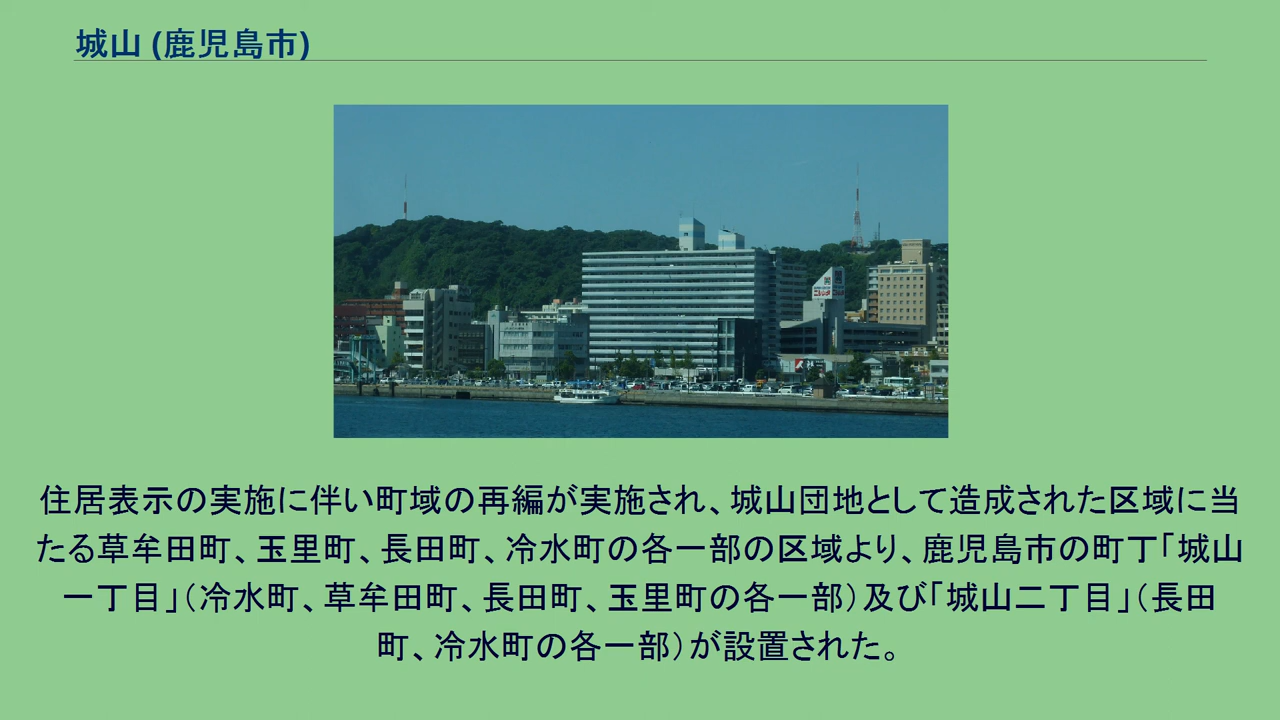 城山 (鹿児島市)
住居表示の実施に伴い町域の再編が実施され、城山団地として造成された区域に当
たる草牟田町、玉里町、長田町、冷水町の各一部の区域より、鹿児島市の町丁「城山
一丁目」（冷水町、草牟田町、長田町、玉里町の各一部）及び「城山二丁目」（長田
町、冷水町の各一部）が設置された。